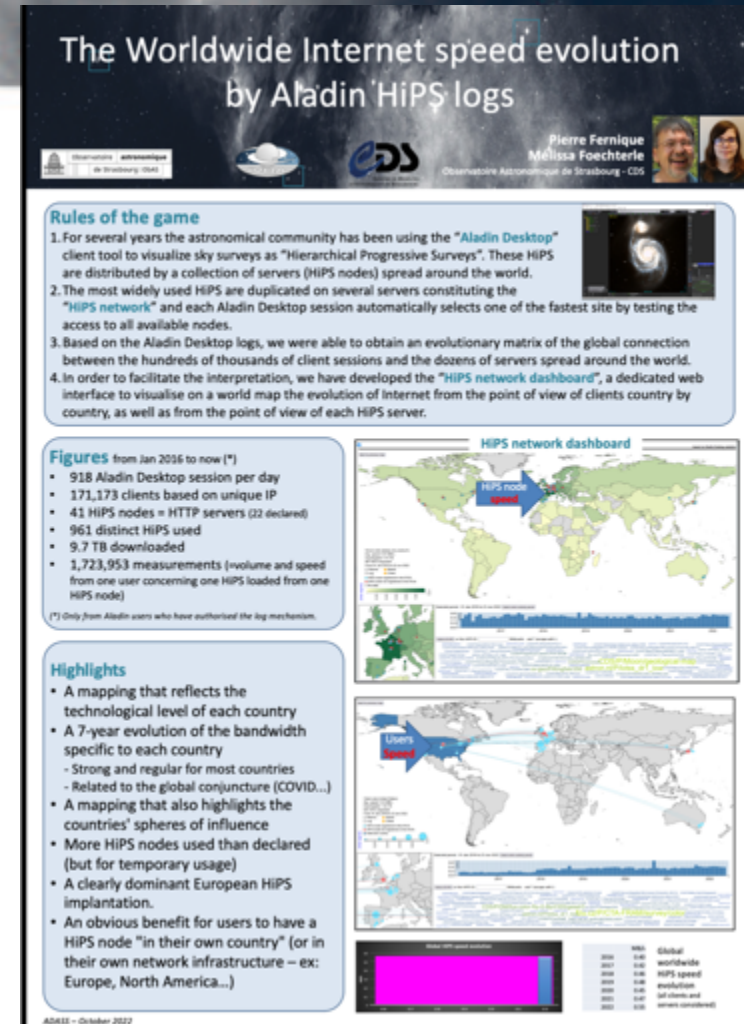 The Worldwide Internet speed evolution
by Aladin HiPS logs
Observatoire astronomique
de Strasbourg | ObAS
CDS
Pierre Fernique
Mélissa Foechterle
Observatoire Astronomique de Strasbourg - CDS
Rules of the game
1. For several years the astronomical community has been using the "Aladin Desktop"
client tool to visualize sky surveys as "Hierarchical Progressive Surveys". These HiPS
are distributed by a collection of servers (HiPS nodes) spread around the world.
2. The most widely used HiPS are duplicated on several servers constituting the
"HiPS network" and each Aladin Desktop session automatically selects one of the fastest site by testing the
access to all available nodes.
3. Based on the Aladin Desktop logs, we were able to obtain an evolutionary matrix of the global connection
between the hundreds of thousands of client sessions and the dozens of servers spread around the world.
4. In order to facilitate the interpretation, we have developed the "HiPS network dashboard", a dedicated web
interface to visualise on a world map the evolution of Internet from the point of view of clients country by
country, as well as from the point of view of each HiPS server.
Figures from Jan 2016 to now (*)
• 918 Aladin Desktop session per day
• 171,173 clients based on unique IP
• 41 HiPS nodes = HTTP servers (22 declared)
• 961 distinct HiPS used
• 9.7 TB downloaded
• 1,723,953 measurements (=volume and speed
from one user concerning one HiPS loaded from one
HiPS node)
(*) Only from Aladin users who have authorised the log mechanism.
HiPS network dashboard
HiPS node
speed
Highlights
• A mapping that reflects the
technological level of each country
• A 7-year evolution of the bandwidth
specific to each country
- Strong and regular for most countries
- Related to the global conjuncture (COVID...)
• A mapping that also highlights the
countries' spheres of influence
• More HiPS nodes used than declared
(but for temporary usage)
• A clearly dominant European HiPS
implantation.
• An obvious benefit for users to have a
HiPS node "in their own country" (or in
their own network infrastructure – ex:
Europe, North America...)
Users
Speed
Global HiPS speed evolution
2016
2017
2018
2019
2020
2021
2022
Global
worldwide
HiPS speed
evolution
(all clients and
servers considered)
ADASS – October 2022